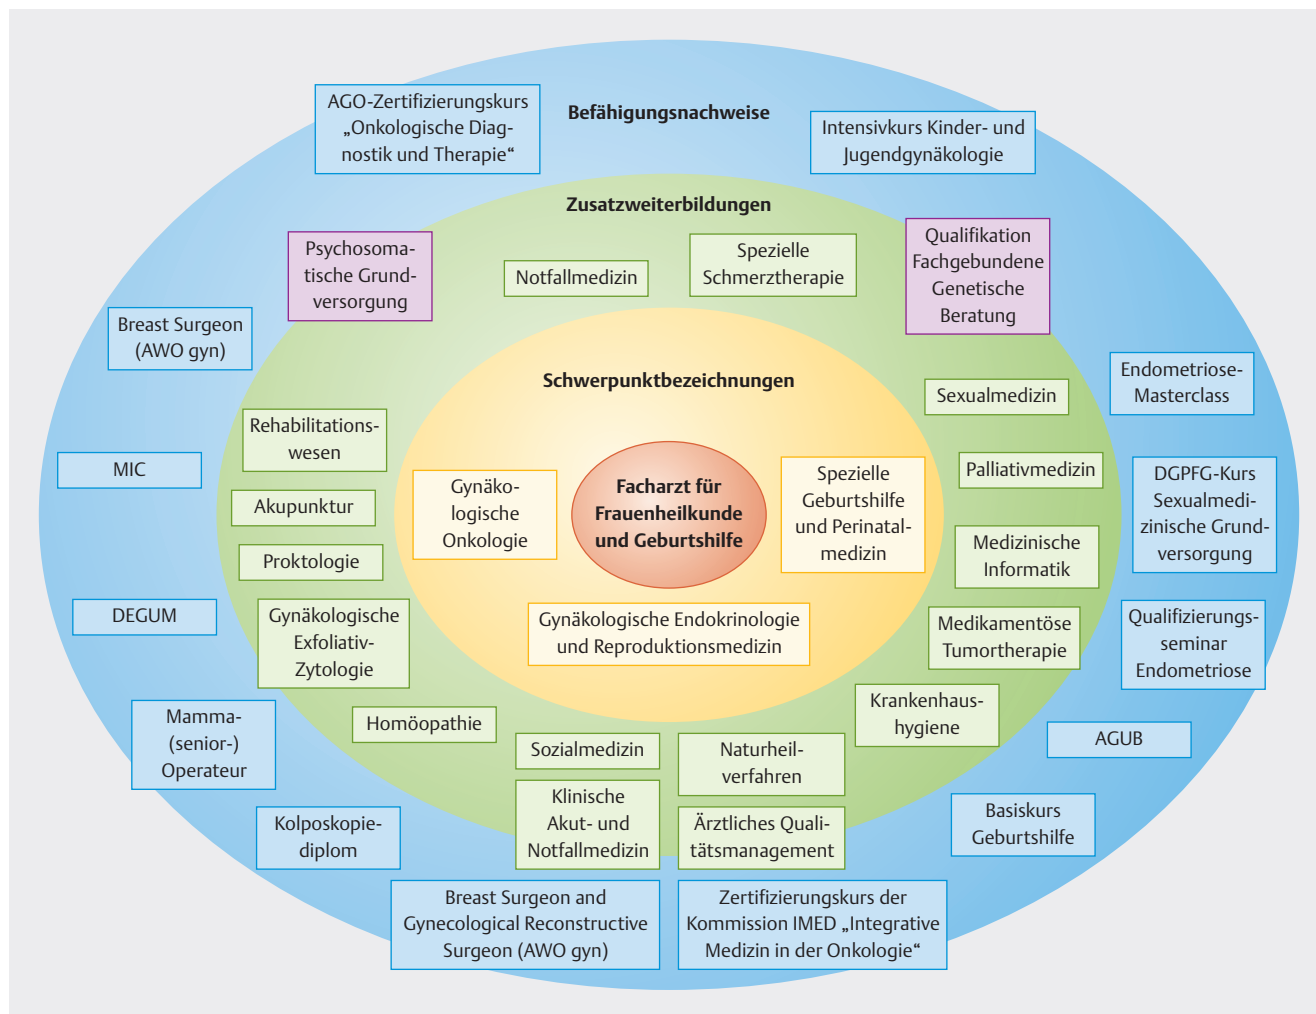 AGO-Zertifizierungskurs
„Onkologische Diag-
nostik und Therapie“
Befähigungsnachweise
Intensivkurs Kinder- und
Jugendgynäkologie
Zusatzweiterbildungen
Psychosoma-
tische Grund-
versorgung
Notfallmedizin
Spezielle
Schmerztherapie
Qualifikation
Fachgebundene
Genetische
Beratung
Breast Surgeon
(AWO gyn)
Schwerpunktbezeichnungen
Sexualmedizin
Endometriose-
Masterclass
Rehabilitations-
wesen
MIC
Akupunktur
Proktologie
Gynäko-
logische
Onkologie
Facharzt für
Frauenheilkunde
und Geburtshilfe
Spezielle
Geburtshilfe
und Perinatal-
medizin
Palliativmedizin
Medizinische
Informatik
DGPFG-Kurs
Sexualmedi-
zinische Grund-
versorgung
DEGUM
Gynäkologische
Exfoliativ-
Zytologie
Gynäkologische Endokrinologie
und Reproduktionsmedizin
Medikamentöse
Tumortherapie
Qualifizierungs-
seminar
Endometriose
Mamma-
(senior-)
Operateur
Homöopathie
Krankenhaus-
hygiene
AGUB
Sozialmedizin
Naturheil-
verfahren
Kolposkopie-
diplom
Klinische
Akut- und
Notfallmedizin
Ärztliches Quali-
tätsmanagement
Basiskurs
Geburtshilfe
Breast Surgeon and
Gynecological Reconstructive
Surgeon (AWO gyn)
Zertifizierungskurs der
Kommission IMED „Integrative
Medizin in der Onkologie“